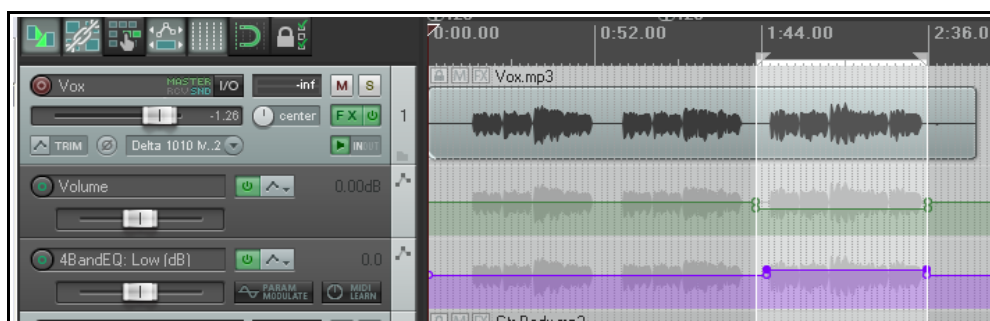 0:00.00 0:52.00 1:44.00 2:36.0
Vox MASTER RCV SND I/O -inf M S
Vox.mp3
-1.26 center FX 1
TRIM Delta 1010 M..2 IN OUT
Volume 0.00dB
4BandEQ: Low (dB) 0.0
PARAM MODULATE MIDI LEARN